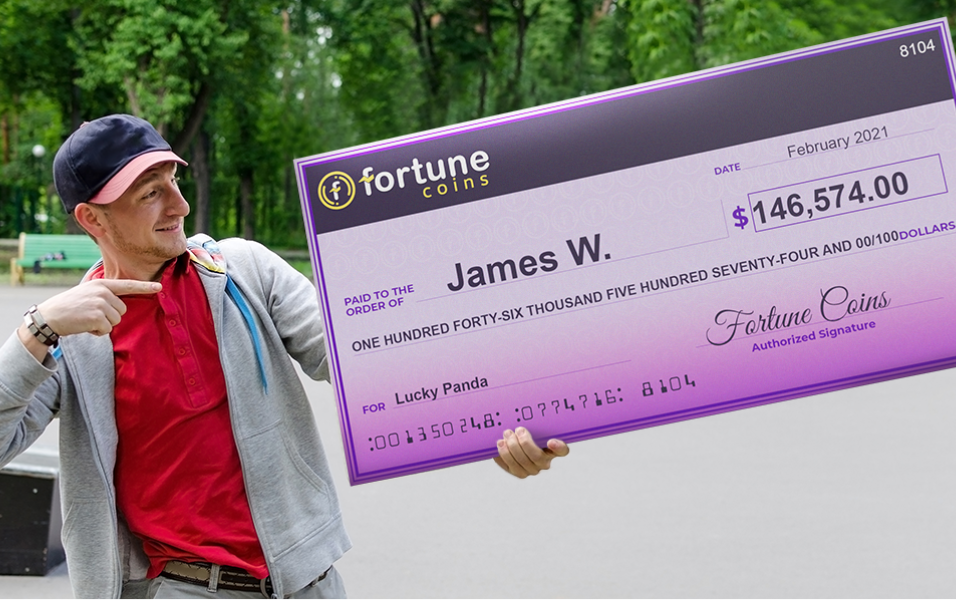 8104
fortune
coins
DATE February 2021
$ 146,574.00
PAID TO THE
ORDER OF James W.
ONE HUNDRED FORTY-SIX THOUSAND FIVE HUNDRED SEVENTY-FOUR AND 00/100 DOLLARS
Fortune Coins
Authorized Signature
FOR Lucky Panda
⑆001350248⑆ ⑆0774716⑆ 8104